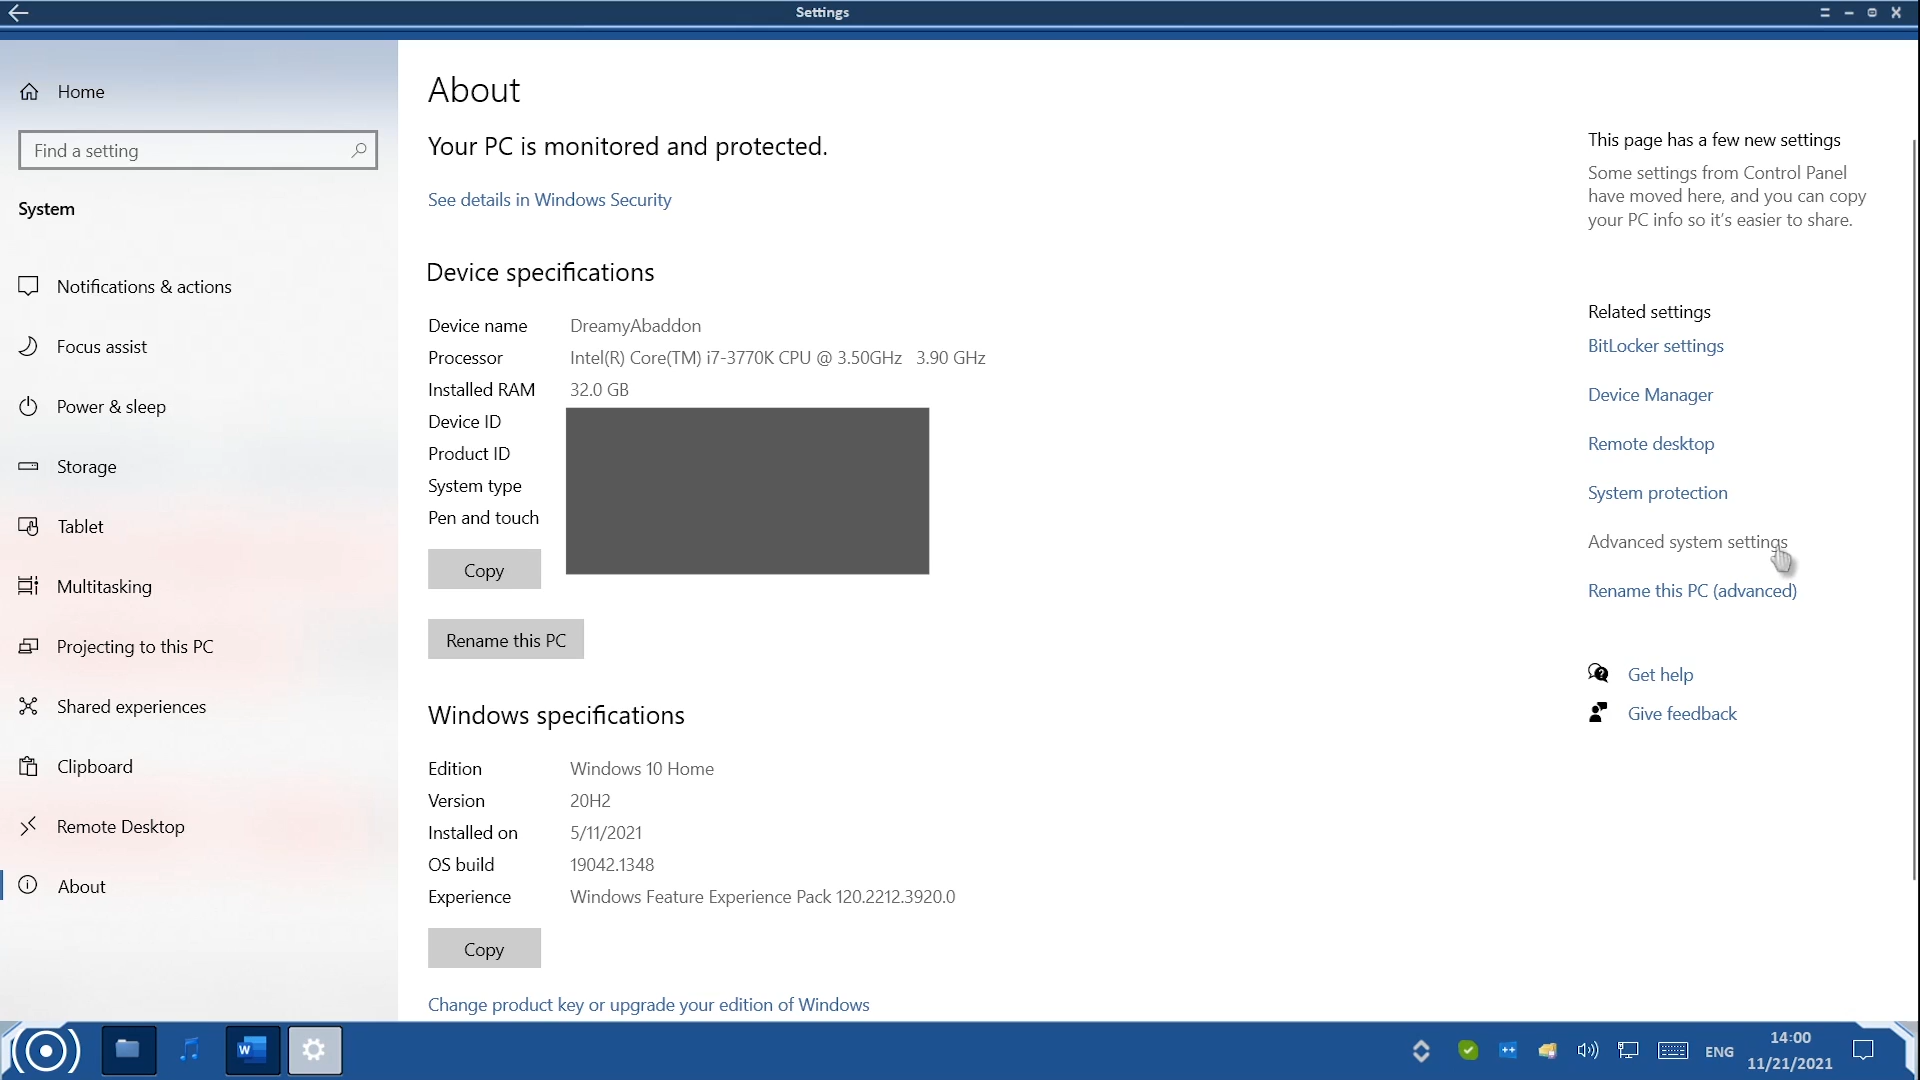 Settings
Home
Find a setting
System
Notifications & actions
Focus assist
Power & sleep
Storage
Tablet
Multitasking
Projecting to this PC
Shared experiences
Clipboard
Remote Desktop
About
About
Your PC is monitored and protected.
See details in Windows Security
Device specifications
Device name DreamyAbaddon
Processor Intel(R) Core(TM) i7-3770K CPU @ 3.50GHz 3.90 GHz
Installed RAM 32.0 GB
Device ID
Product ID
System type
Pen and touch
Copy
Rename this PC
Windows specifications
Edition Windows 10 Home
Version 20H2
Installed on 5/11/2021
OS build 19042.1348
Experience Windows Feature Experience Pack 120.2212.3920.0
Copy
Change product key or upgrade your edition of Windows
This page has a few new settings
Some settings from Control Panel
have moved here, and you can copy
your PC info so it's easier to share.
Related settings
BitLocker settings
Device Manager
Remote desktop
System protection
Advanced system settings
Rename this PC (advanced)
Get help
Give feedback
W
ENG
14:00
11/21/2021